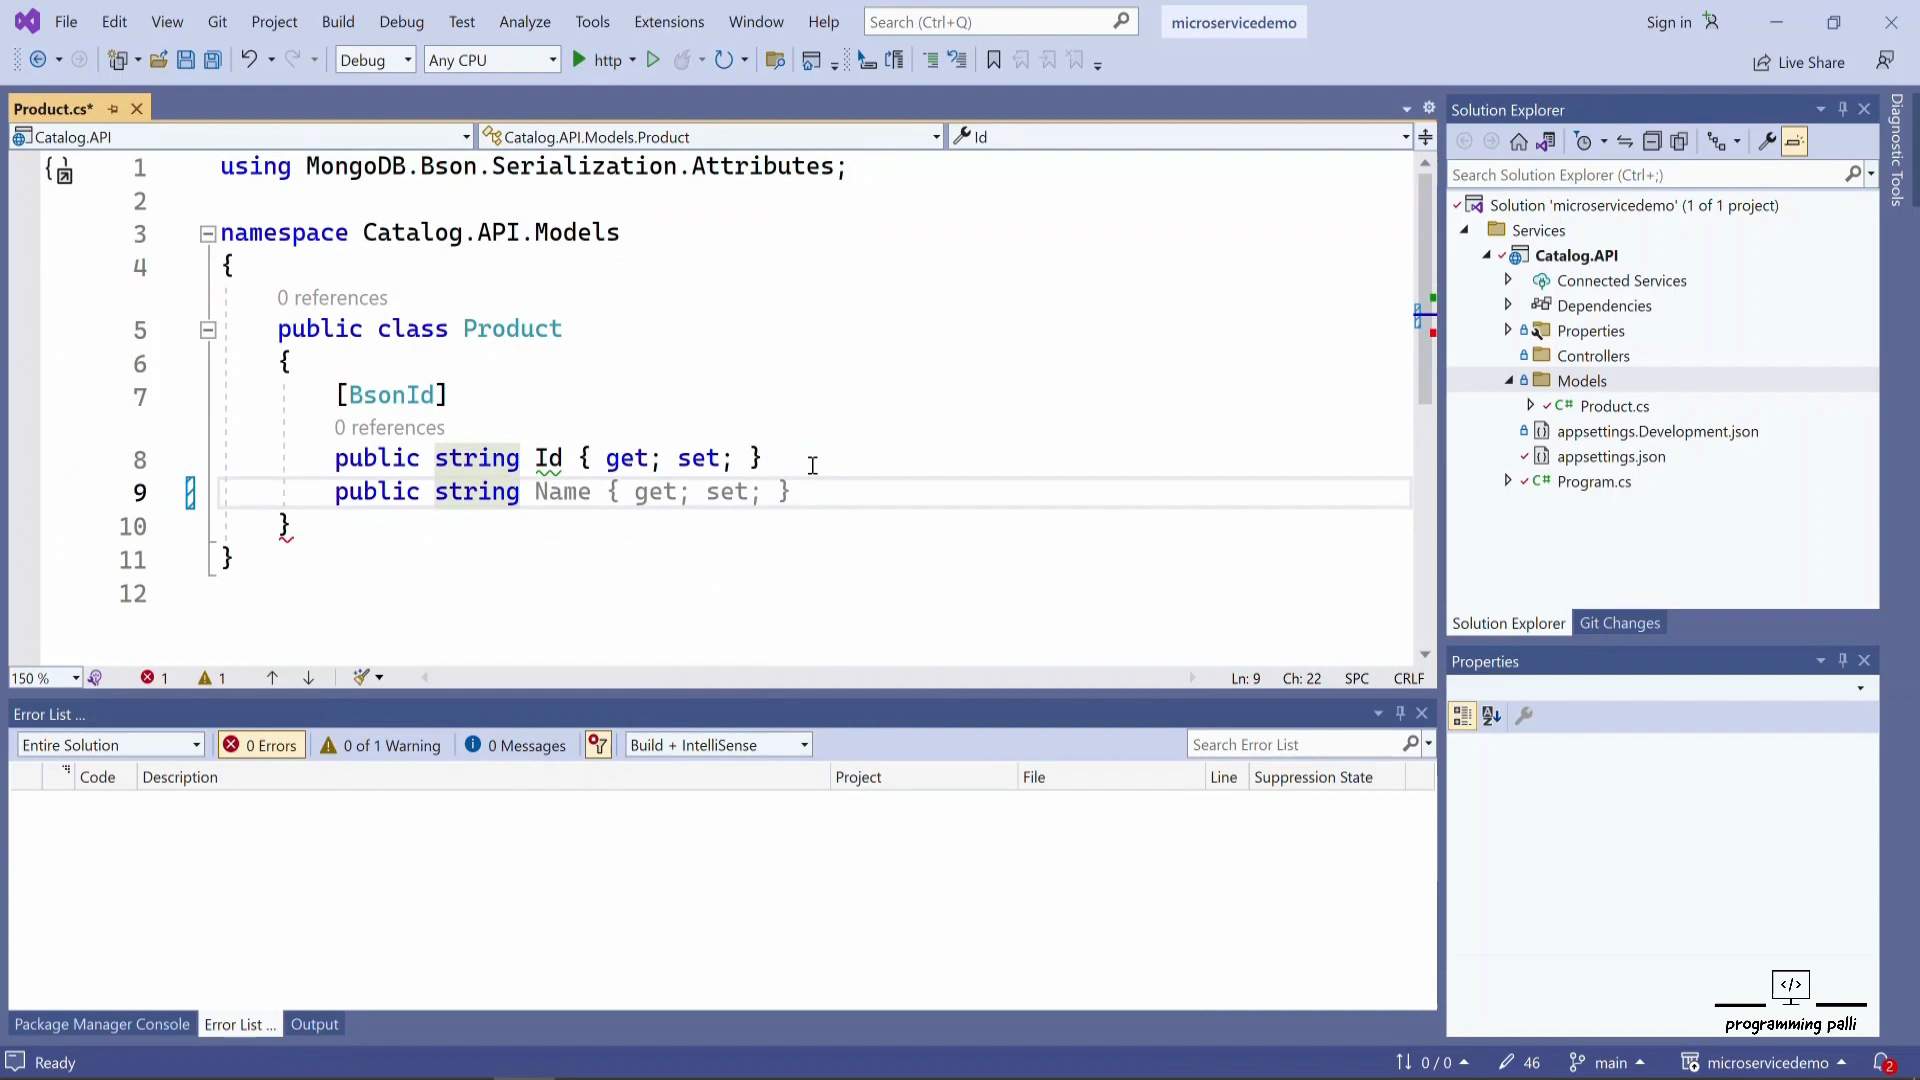 File Edit View Git Project Build Debug Test Analyze Tools Extensions Window Help Search (Ctrl+Q) microservicedemo Sign in
Debug Any CPU http Live Share
Product.cs*
Catalog.API Catalog.API.Models.Product Id
1 using MongoDB.Bson.Serialization.Attributes;
2
3 namespace Catalog.API.Models
4 {
0 references
5 public class Product
6 {
7 [BsonId]
0 references
8 public string Id { get; set; }
9 public string Name { get; set; }
10 }
11 }
12
150 % 1 1 Ln: 9 Ch: 22 SPC CRLF
Error List ...
Entire Solution 0 Errors 0 of 1 Warning 0 Messages Build + IntelliSense Search Error List
Code Description Project File Line Suppression State
Package Manager Console Error List ... Output
Solution Explorer
Search Solution Explorer (Ctrl+;)
Solution 'microservicedemo' (1 of 1 project)
Services
Catalog.API
Connected Services
Dependencies
Properties
Controllers
Models
C# Product.cs
appsettings.Development.json
appsettings.json
C# Program.cs
Solution Explorer Git Changes
Properties
Diagnostic Tools
</>
programming palli
Ready 0 / 0 46 main microservicedemo 2